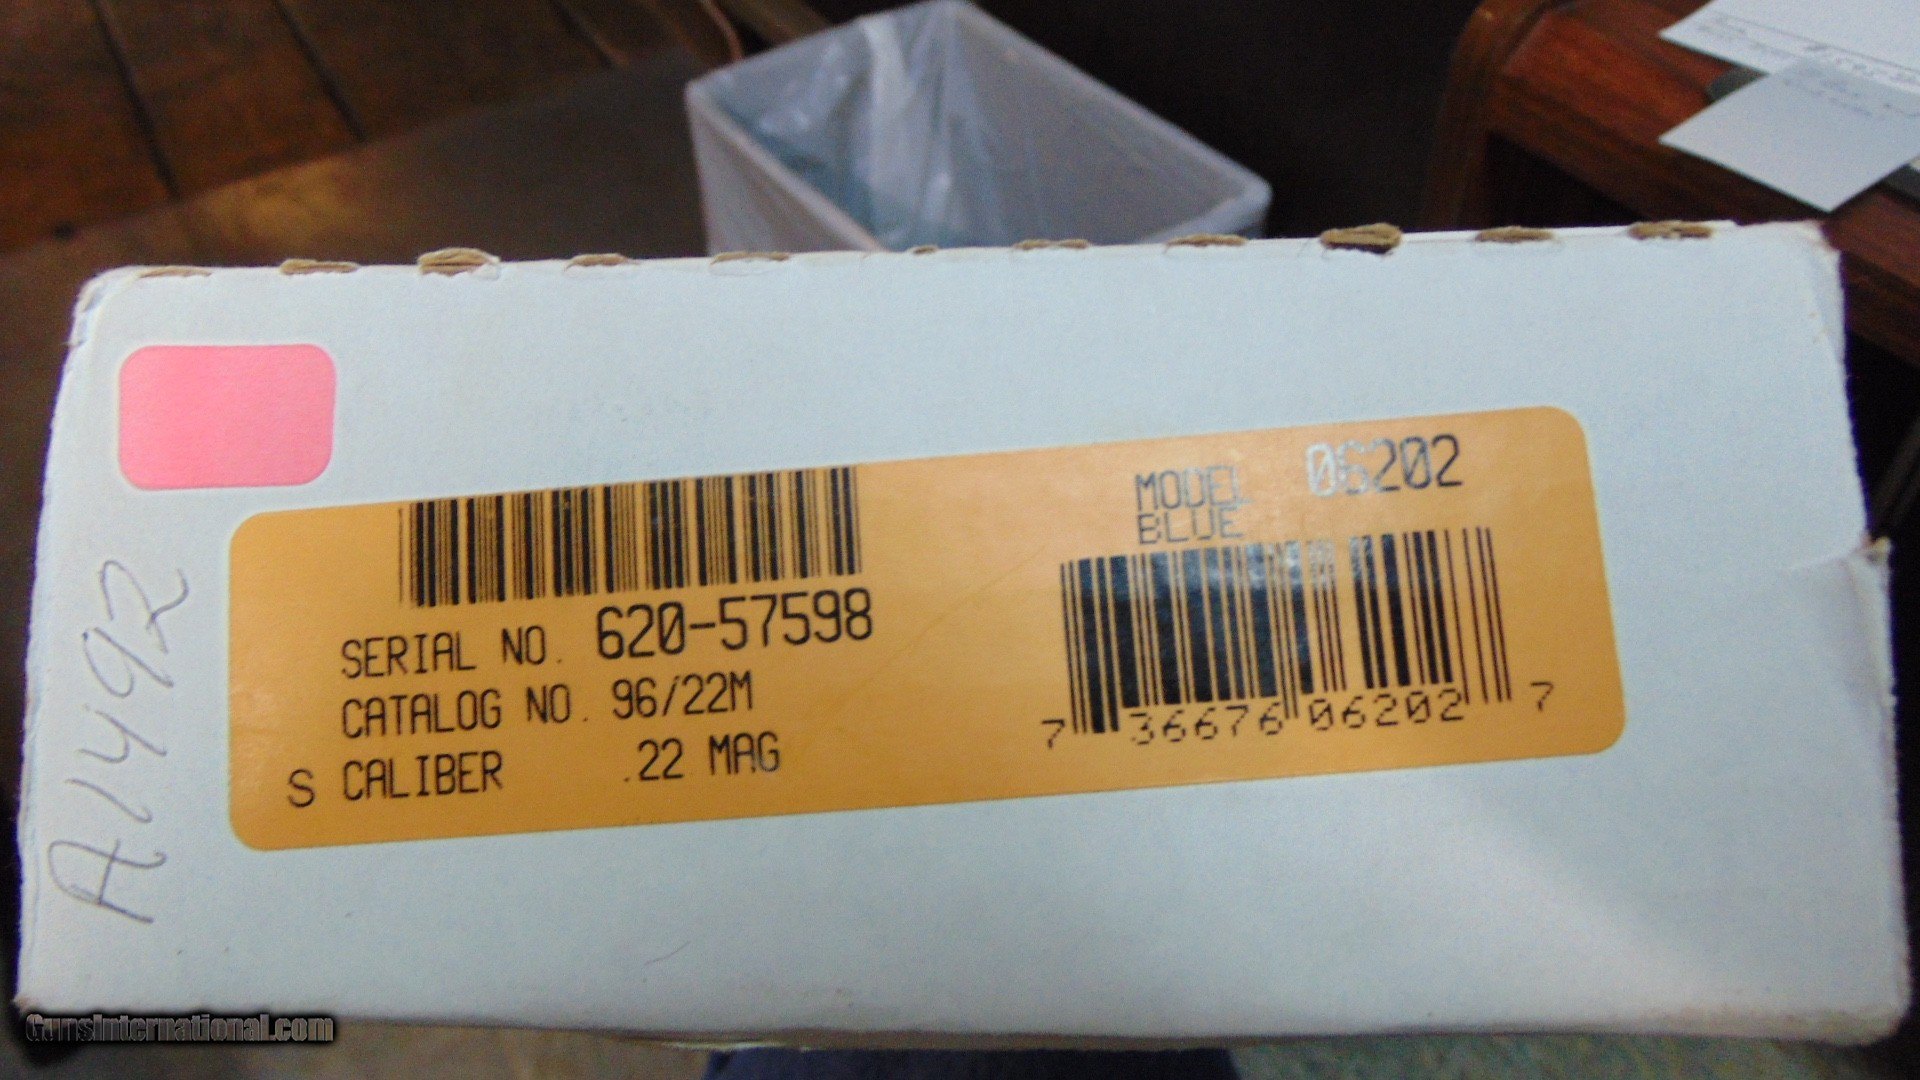 A1492
SERIAL NO. 620-57598
CATALOG NO. 96/22M
S CALIBER .22 MAG
MODEL 06202
BLUE
7 36676 06202 7
GunsInternational.com